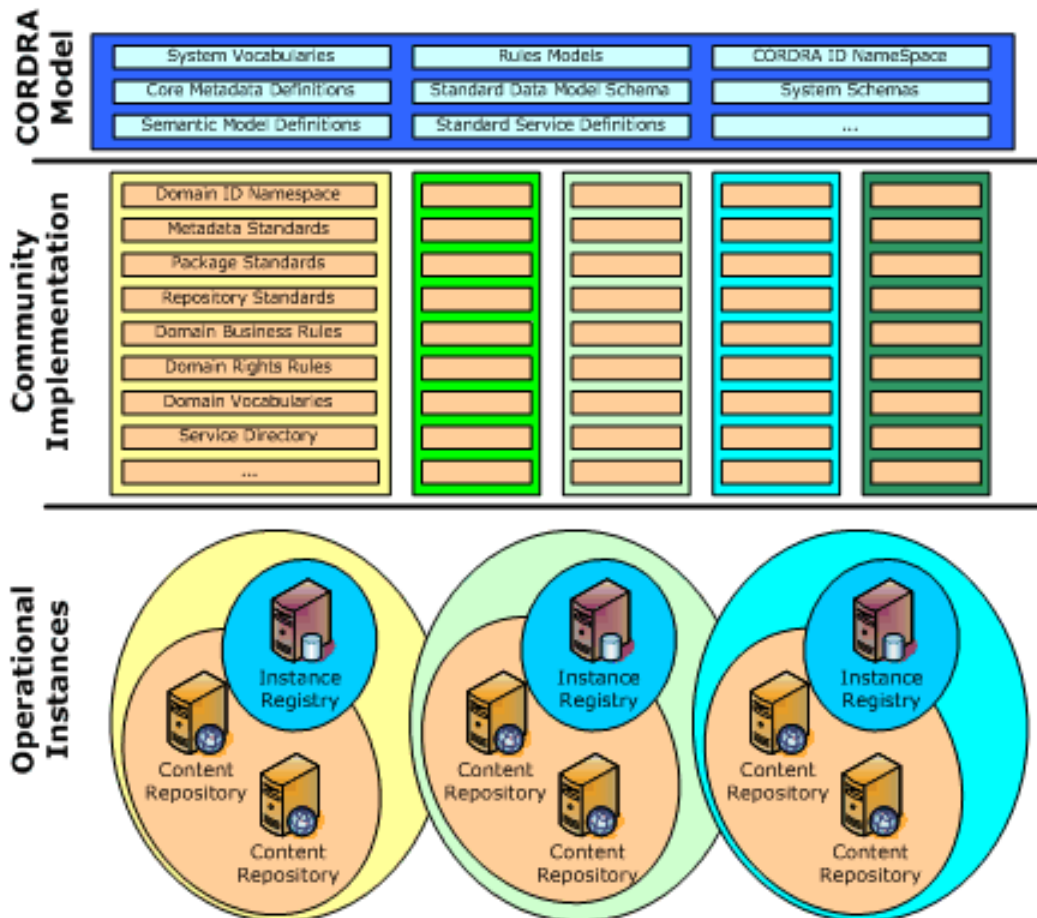 CORDRA
Model
System Vocabularies
Rules Models
CORDRA ID NameSpace
Core Metadata Definitions
Standard Data Model Schema
System Schemas
Semantic Model Definitions
Standard Service Definitions
...
Community
Implementation
Domain ID Namespace
Metadata Standards
Package Standards
Repository Standards
Domain Business Rules
Domain Rights Rules
Domain Vocabularies
Service Directory
...
Operational
Instances
Instance
Registry
Content
Repository
Content
Repository
Instance
Registry
Content
Repository
Content
Repository
Instance
Registry
Content
Repository
Content
Repository